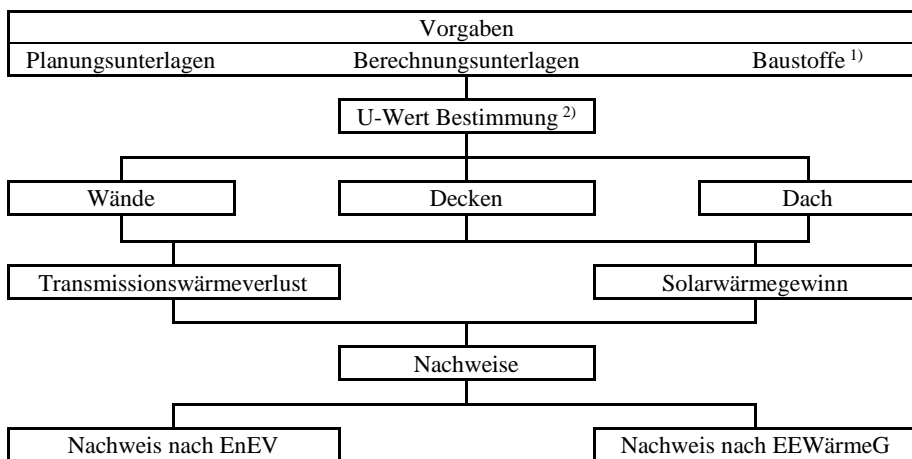 Vorgaben
Planungsunterlagen Berechnungsunterlagen Baustoffe 1)
U-Wert Bestimmung 2)
Wände Decken Dach
Transmissionswärmeverlust Solarwärmegewinn
Nachweise
Nachweis nach EnEV Nachweis nach EEWärmeG